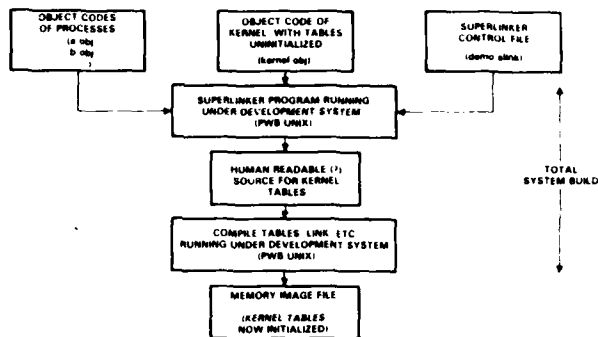 OBJECT CODES
OF PROCESSES
(a obj
b obj
)
OBJECT CODE OF
KERNEL WITH TABLES
UNINITIALIZED
(kernel obj)
SUPERLINKER
CONTROL FILE
(demo slink)
SUPERLINKER PROGRAM RUNNING
UNDER DEVELOPMENT SYSTEM
(PWB UNIX)
HUMAN READABLE (?)
SOURCE FOR KERNEL
TABLES
TOTAL
SYSTEM BUILD
COMPILE TABLES LINK ETC
RUNNING UNDER DEVELOPMENT SYSTEM
(PWB UNIX)
MEMORY IMAGE FILE
(KERNEL TABLES
NOW INITIALIZED)